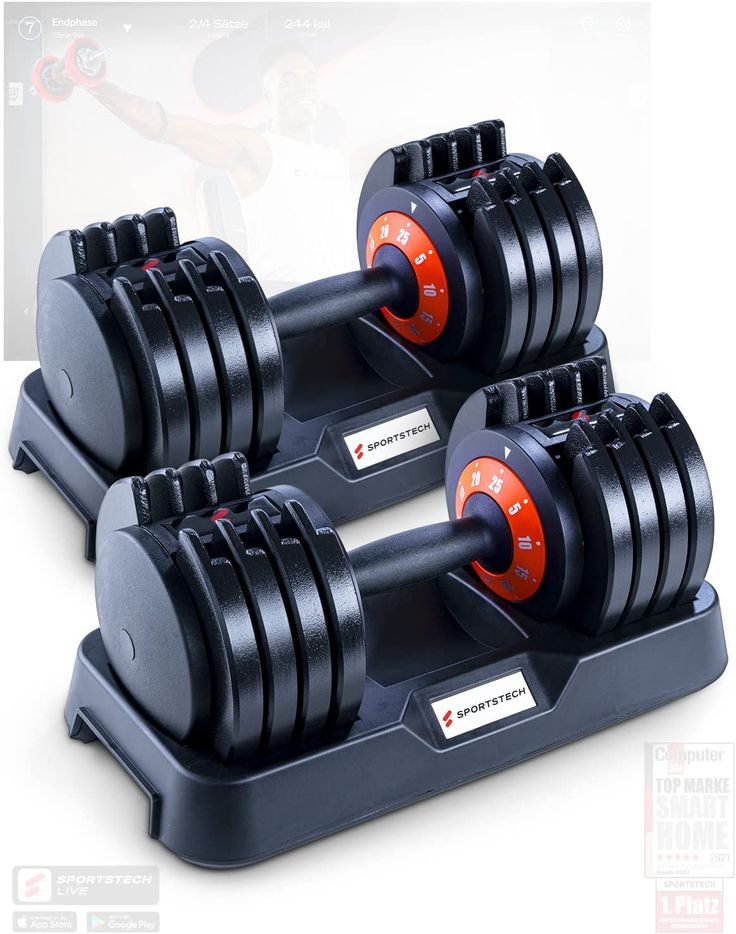 7
Endphase
2/4 Sätze
244 kal
20 25 5 10 15
SPORTSTECH
20 25 5 10 15
SPORTSTECH
Computer
Bild
TOP MARKE
SMART
HOME
★★★★★ 2021
SPORTSTECH
1. Platz
SPORTSTECH
LIVE
App Store
Google Play